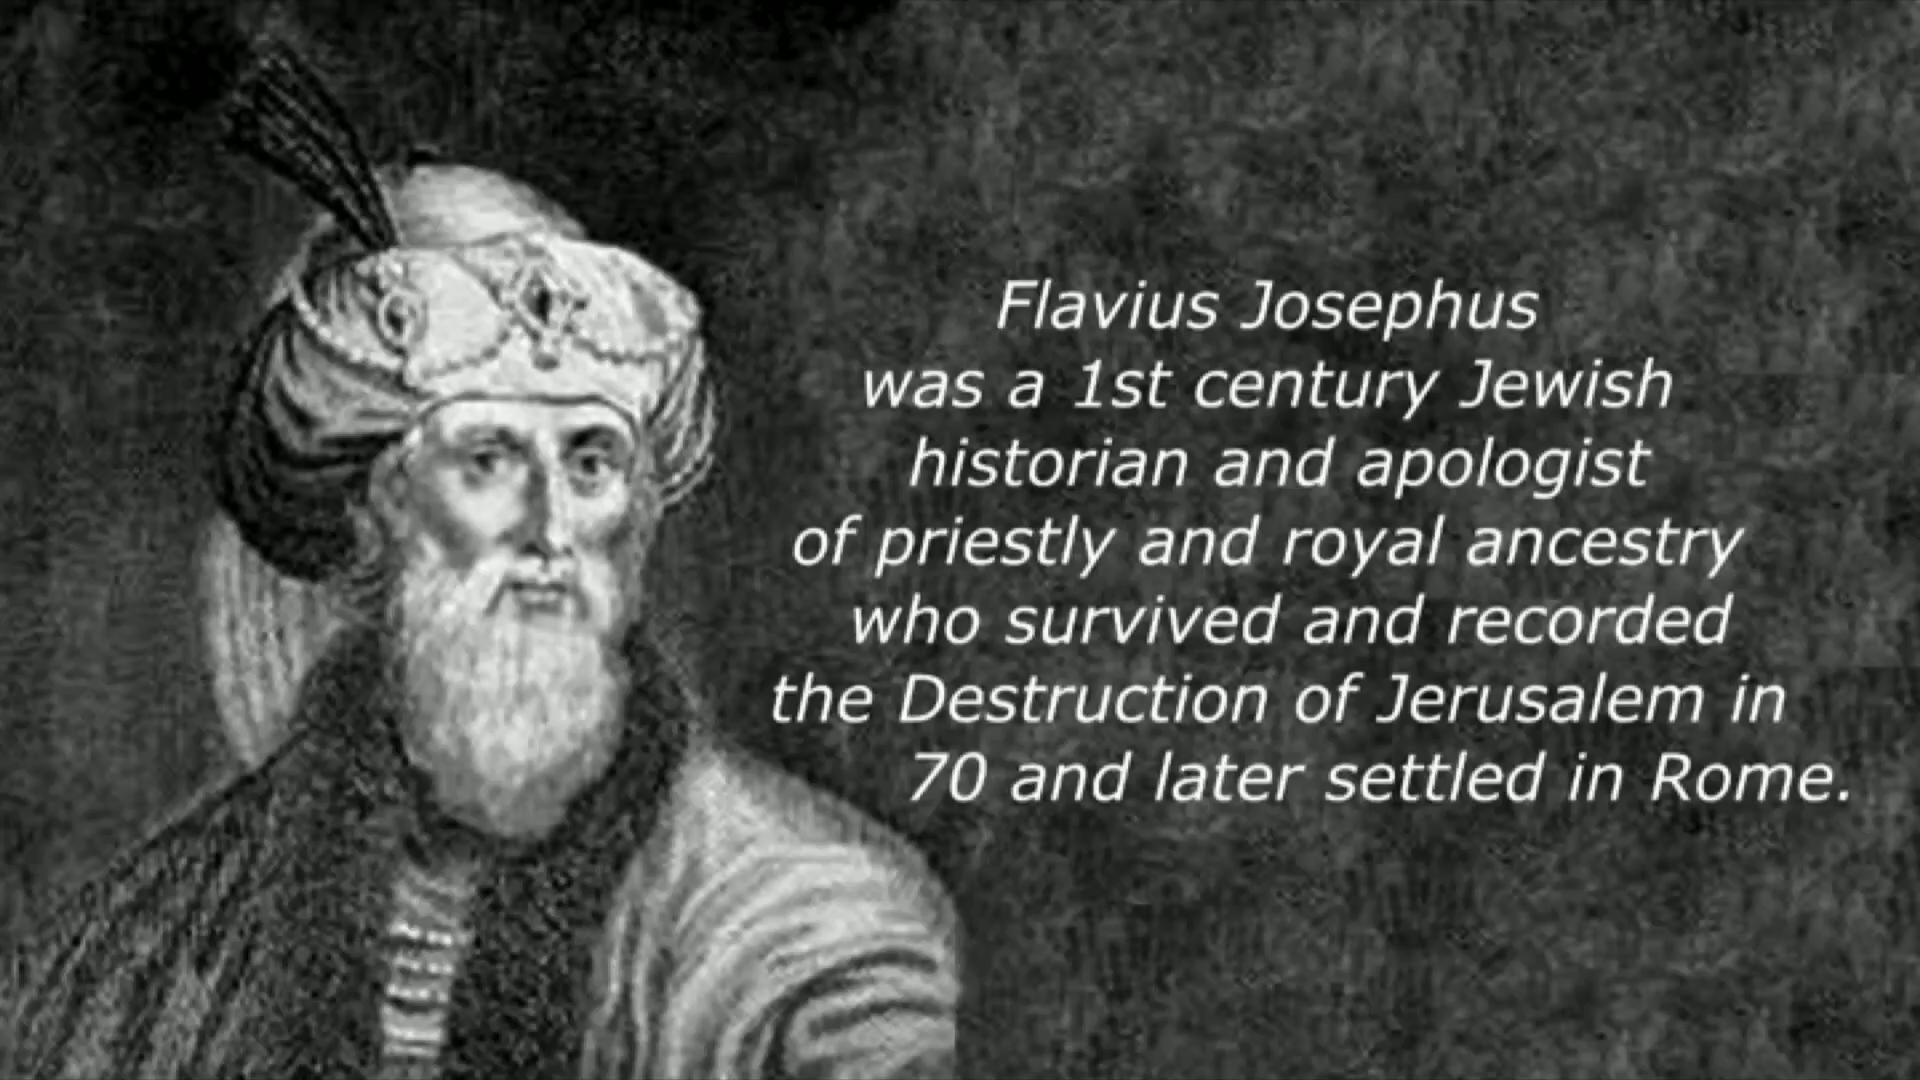 Flavius Josephus
was a 1st century Jewish
historian and apologist
of priestly and royal ancestry
who survived and recorded
the Destruction of Jerusalem in
70 and later settled in Rome.